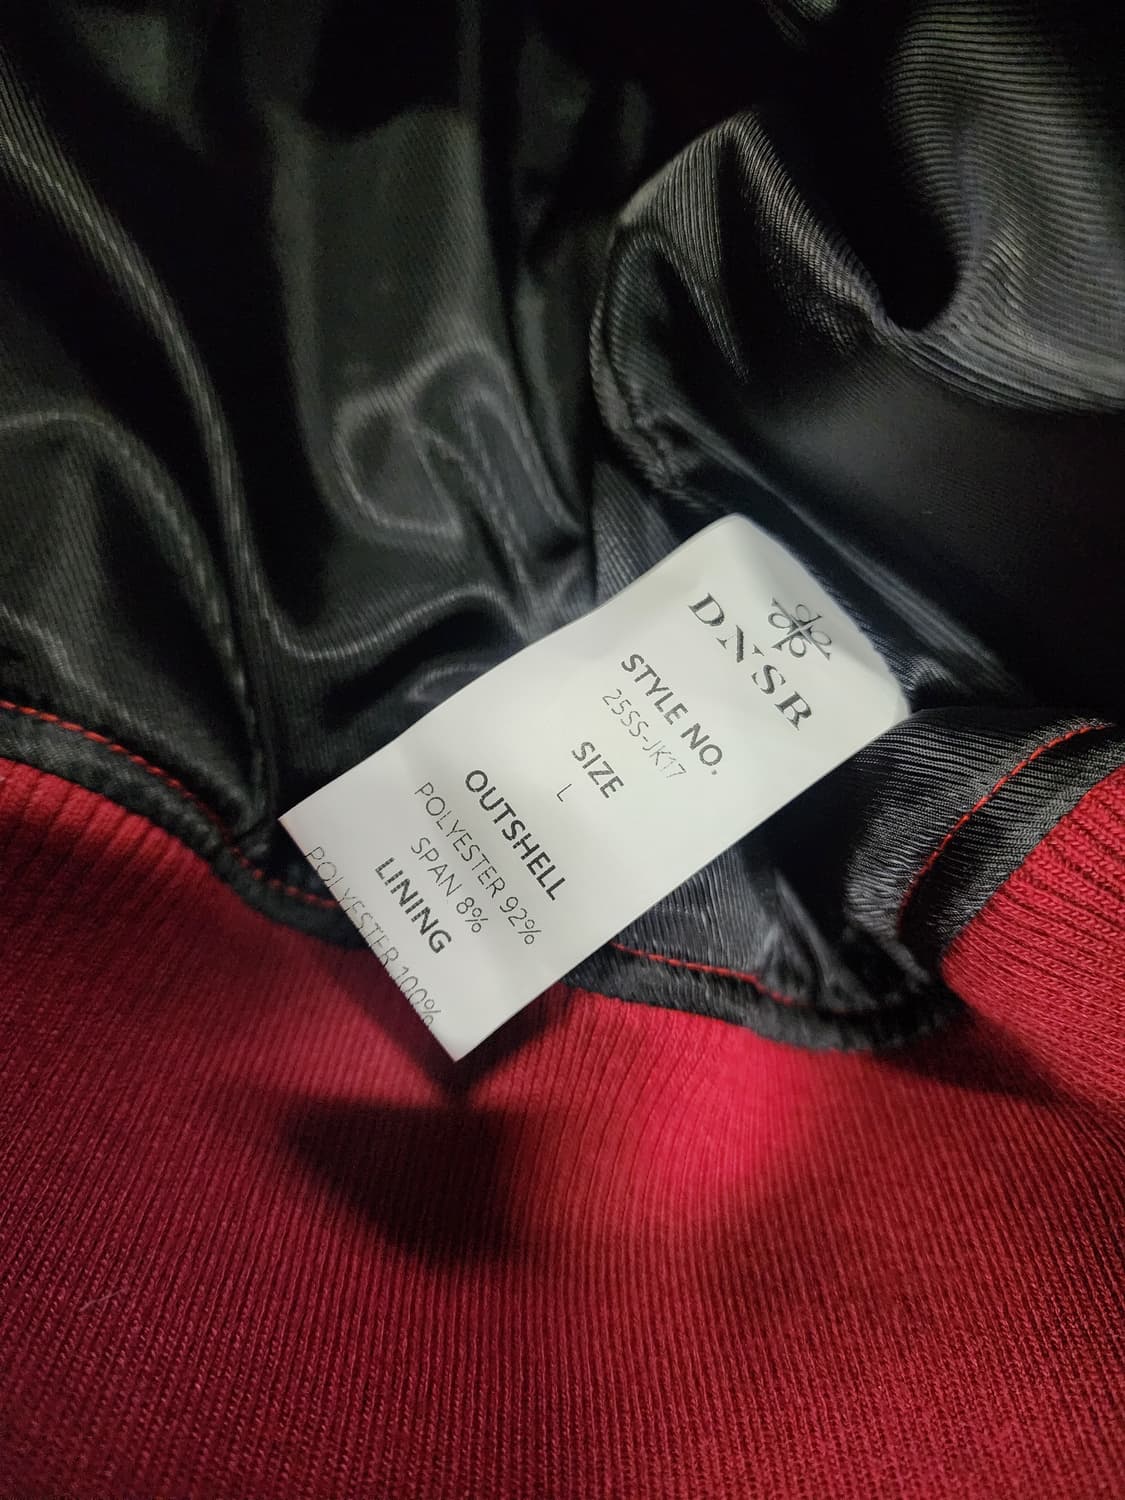 DNSR
STYLE NO.
25SS-JK17
SIZE
L
OUTSHELL
POLYESTER 92%
SPAN 8%
LINING
POLYESTER 100%